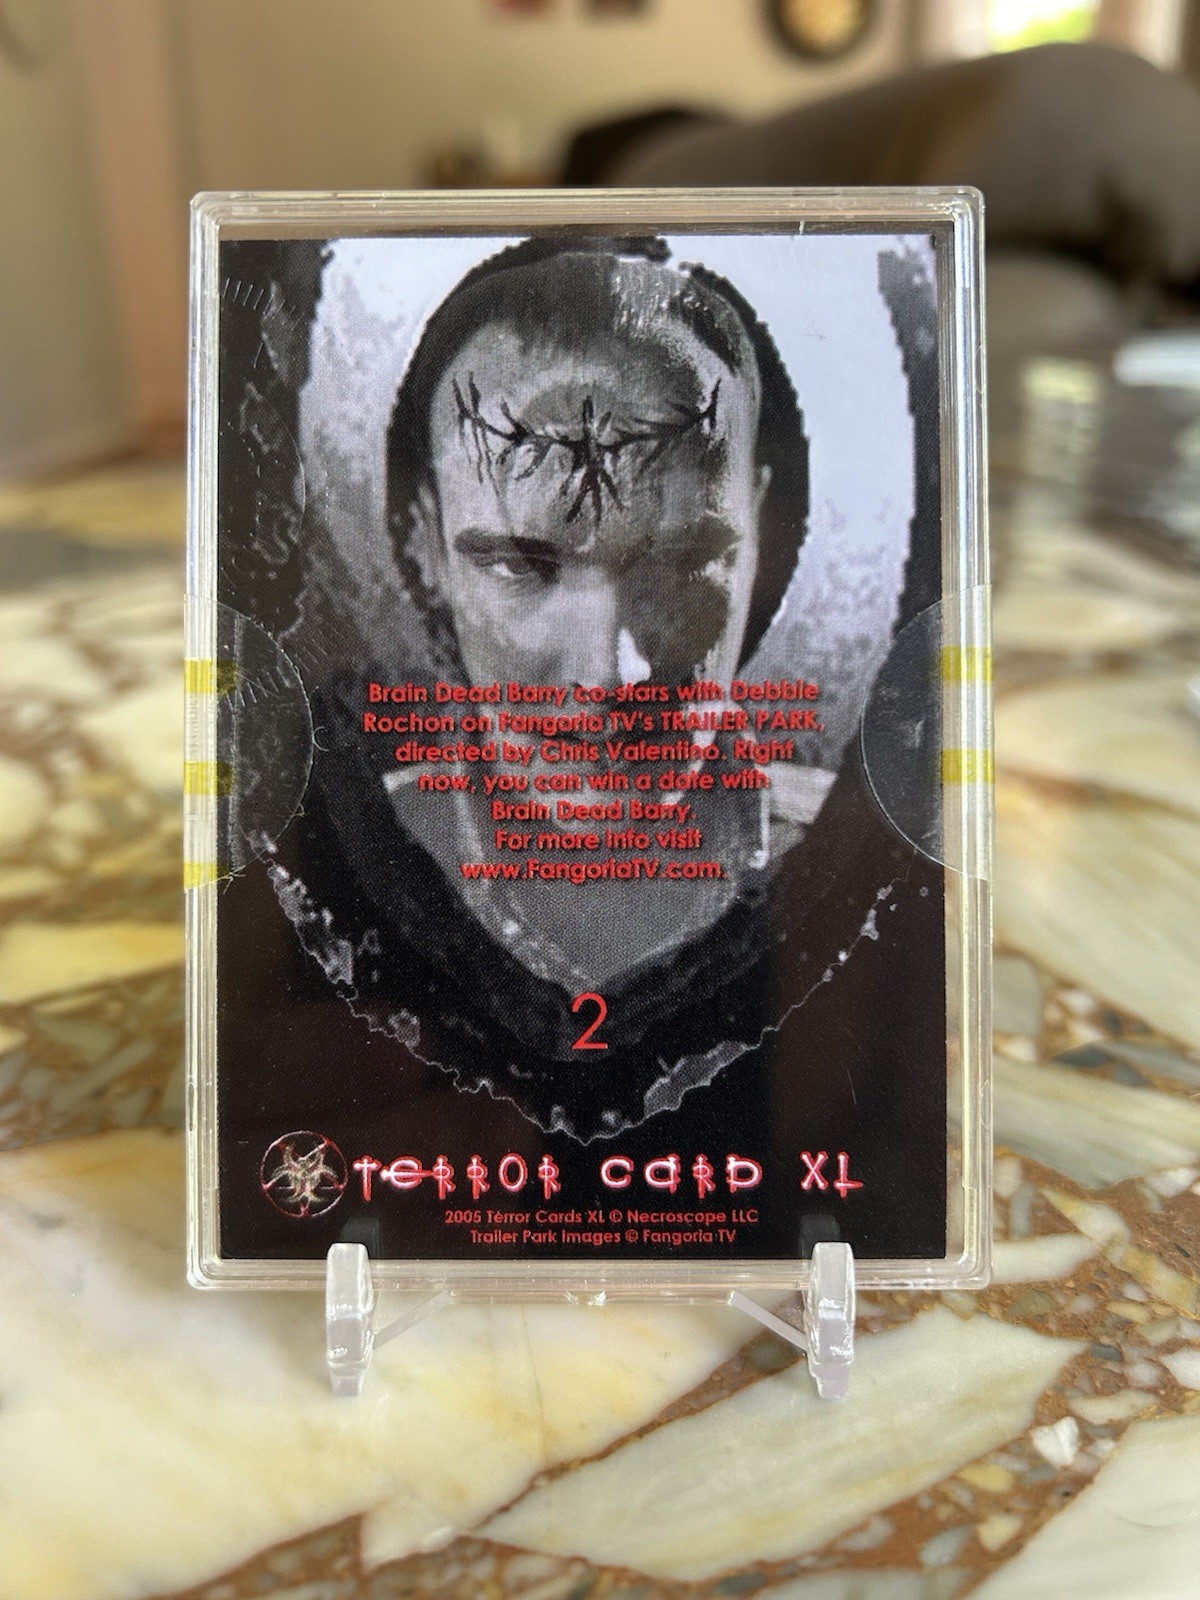 Brain Dead Barry co-stars with Debbie
Rochon on Fangoria TV's TRAILER PARK,
directed by Chris Valentino. Right
now, you can win a date with
Brain Dead Barry.
For more info visit
www.FangoriaTV.com.
2
TERROR CARD XL
2005 Terror Cards XL © Necroscope LLC
Trailer Park Images © Fangoria TV